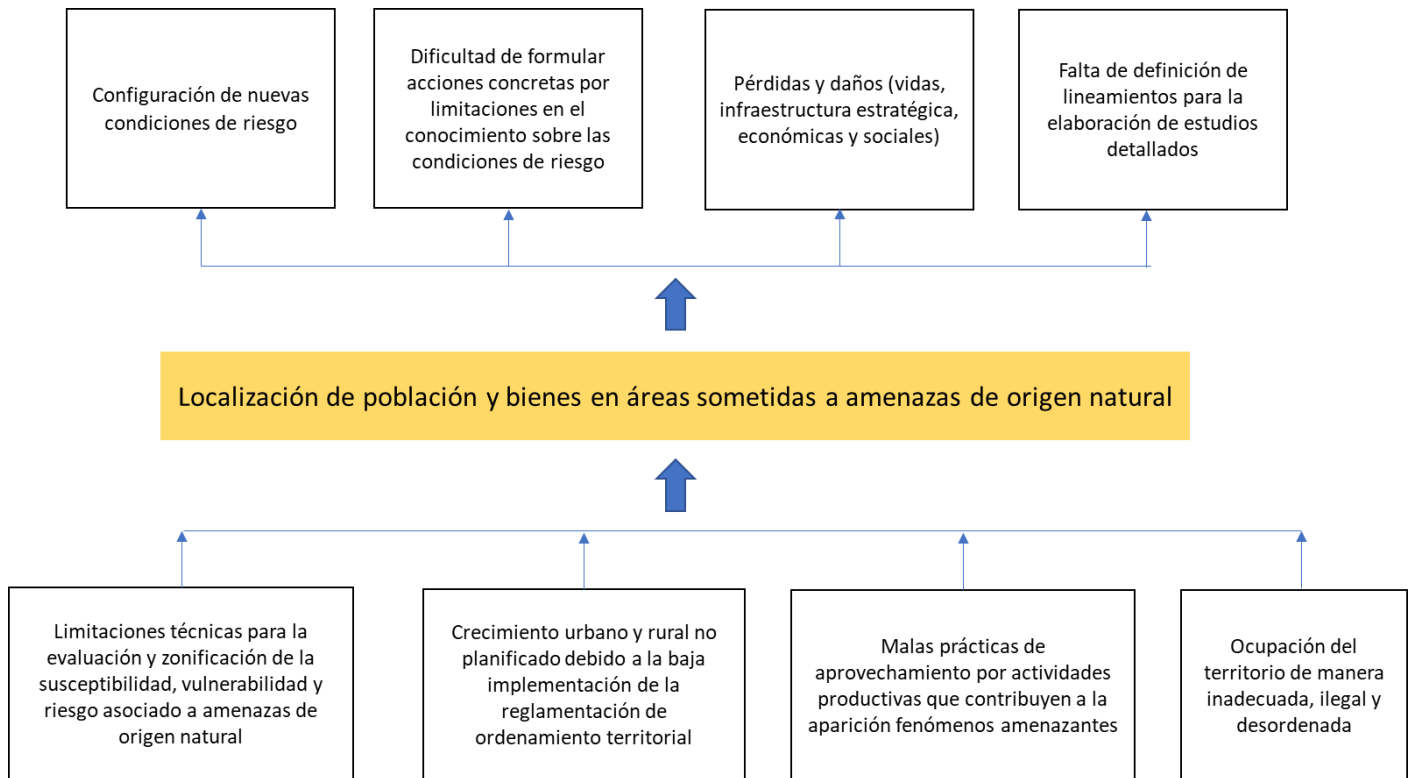 Configuración de nuevas
condiciones de riesgo
Dificultad de formular
acciones concretas por
limitaciones en el
conocimiento sobre las
condiciones de riesgo
Pérdidas y daños (vidas,
infraestructura estratégica,
económicas y sociales)
Falta de definición de
lineamientos para la
elaboración de estudios
detallados
Localización de población y bienes en áreas sometidas a amenazas de origen natural
Limitaciones técnicas para la
evaluación y zonificación de la
susceptibilidad, vulnerabilidad y
riesgo asociado a amenazas de
origen natural
Crecimiento urbano y rural no
planificado debido a la baja
implementación de la
reglamentación de
ordenamiento territorial
Malas prácticas de
aprovechamiento por actividades
productivas que contribuyen a la
aparición fenómenos amenazantes
Ocupación del
territorio de manera
inadecuada, ilegal y
desordenada